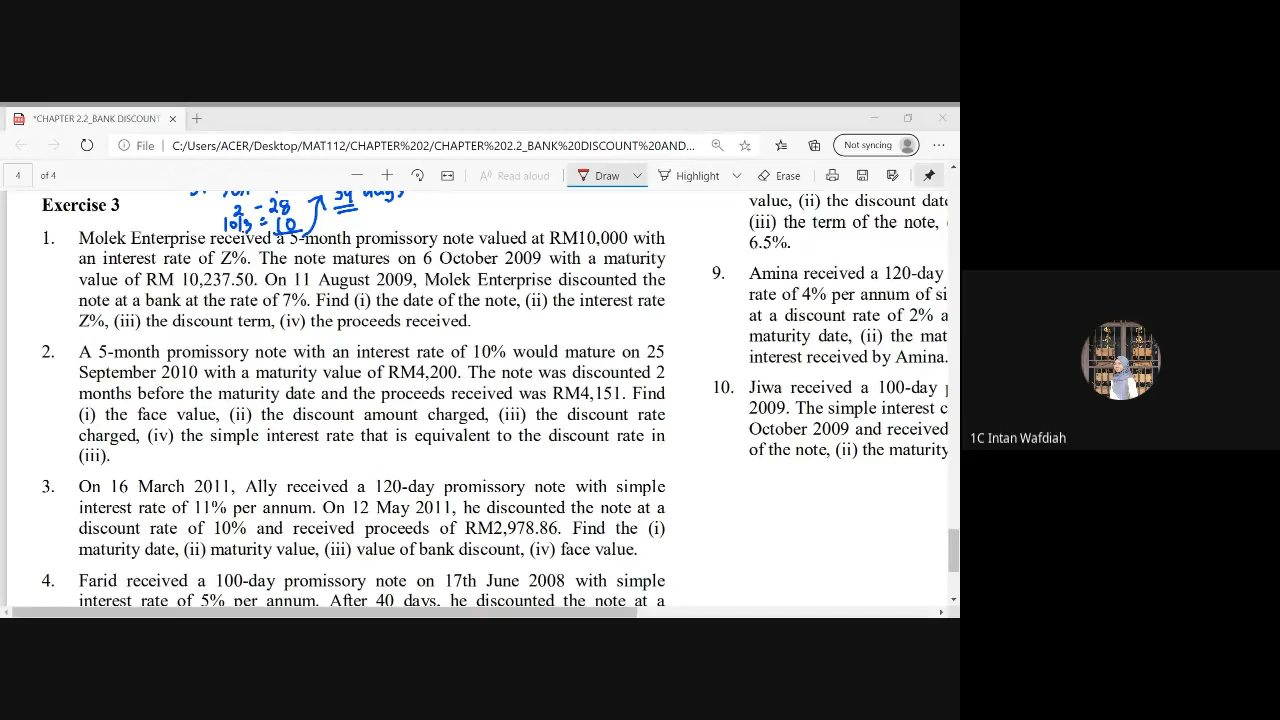 *CHAPTER 2.2_BANK DISCOUNT
File
C:/Users/ACER/Desktop/MAT112/CHAPTER%202/CHAPTER%202.2_BANK%20DISCOUNT%20AND...
Not syncing
4 of 4
Read aloud
Draw
Highlight
Erase
34 days
2 - 28
10/3 = 10
Exercise 3
1. Molek Enterprise received a 5-month promissory note valued at RM10,000 with
an interest rate of Z%. The note matures on 6 October 2009 with a maturity
value of RM 10,237.50. On 11 August 2009, Molek Enterprise discounted the
note at a bank at the rate of 7%. Find (i) the date of the note, (ii) the interest rate
Z%, (iii) the discount term, (iv) the proceeds received.
2. A 5-month promissory note with an interest rate of 10% would mature on 25
September 2010 with a maturity value of RM4,200. The note was discounted 2
months before the maturity date and the proceeds received was RM4,151. Find
(i) the face value, (ii) the discount amount charged, (iii) the discount rate
charged, (iv) the simple interest rate that is equivalent to the discount rate in
(iii).
3. On 16 March 2011, Ally received a 120-day promissory note with simple
interest rate of 11% per annum. On 12 May 2011, he discounted the note at a
discount rate of 10% and received proceeds of RM2,978.86. Find the (i)
maturity date, (ii) maturity value, (iii) value of bank discount, (iv) face value.
4. Farid received a 100-day promissory note on 17th June 2008 with simple
interest rate of 5% per annum. After 40 days, he discounted the note at a
value, (ii) the discount date
(iii) the term of the note,
6.5%.
9. Amina received a 120-day
rate of 4% per annum of si
at a discount rate of 2% a
maturity date, (ii) the mat
interest received by Amina.
10. Jiwa received a 100-day p
2009. The simple interest c
October 2009 and received
of the note, (ii) the maturity
1C Intan Wafdiah